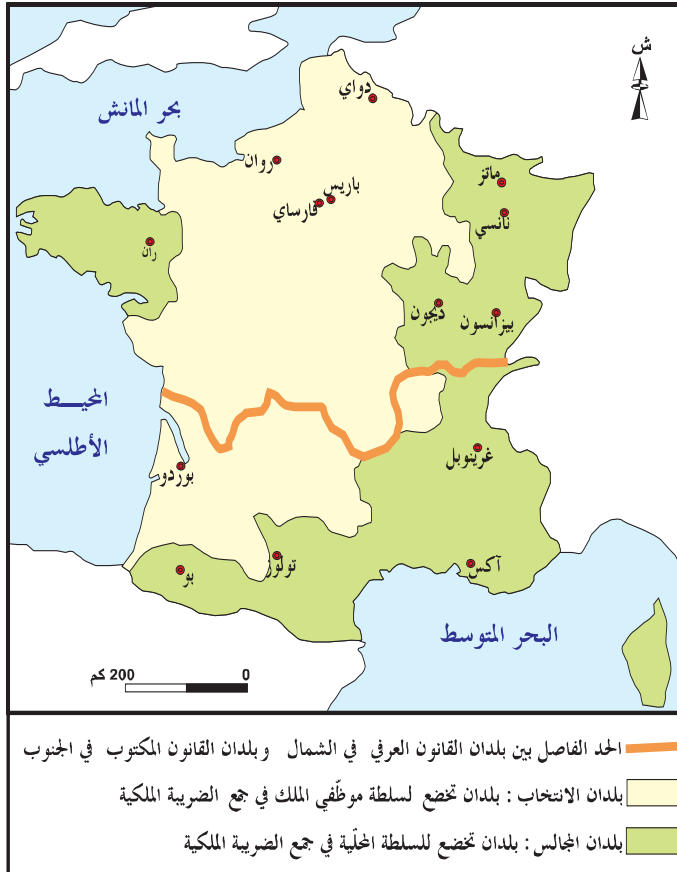 ش
دواي
بحر المانش
روان
ماتز
باريس
ڤارساي
نانسي
ران
ديجون
بيزانسون
المحيــط
الأطلسي
غرينوبل
بوردو
تولوز
آكس
بو
البحر المتوسط
200 كم
0
الحد الفاصل بين بلدان القانون العرفي في الشمال وبلدان القانون المكتوب في الجنوب
بلدان الانتخاب : بلدان تخضع لسلطة موظّفي الملك في جمع الضريبة الملكية
بلدان المجالس : بلدان تخضع للسلطة المحلّية في جمع الضريبة الملكية